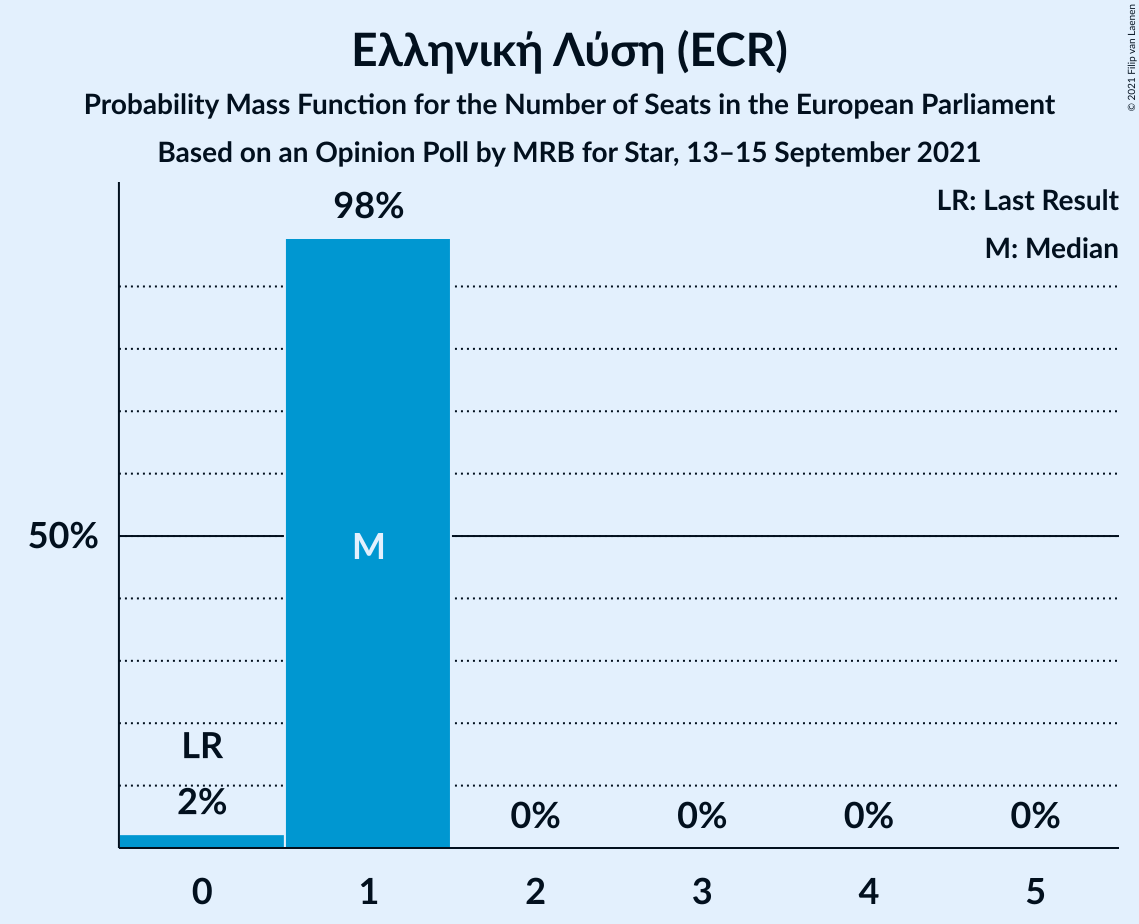 Ελληνική Λύση (ECR)
Probability Mass Function for the Number of Seats in the European Parliament
Based on an Opinion Poll by MRB for Star, 13–15 September 2021
© 2021 Filip van Laenen
LR: Last Result
M: Median
98%
50%
M
LR
2%
0% 0% 0% 0%
0 1 2 3 4 5